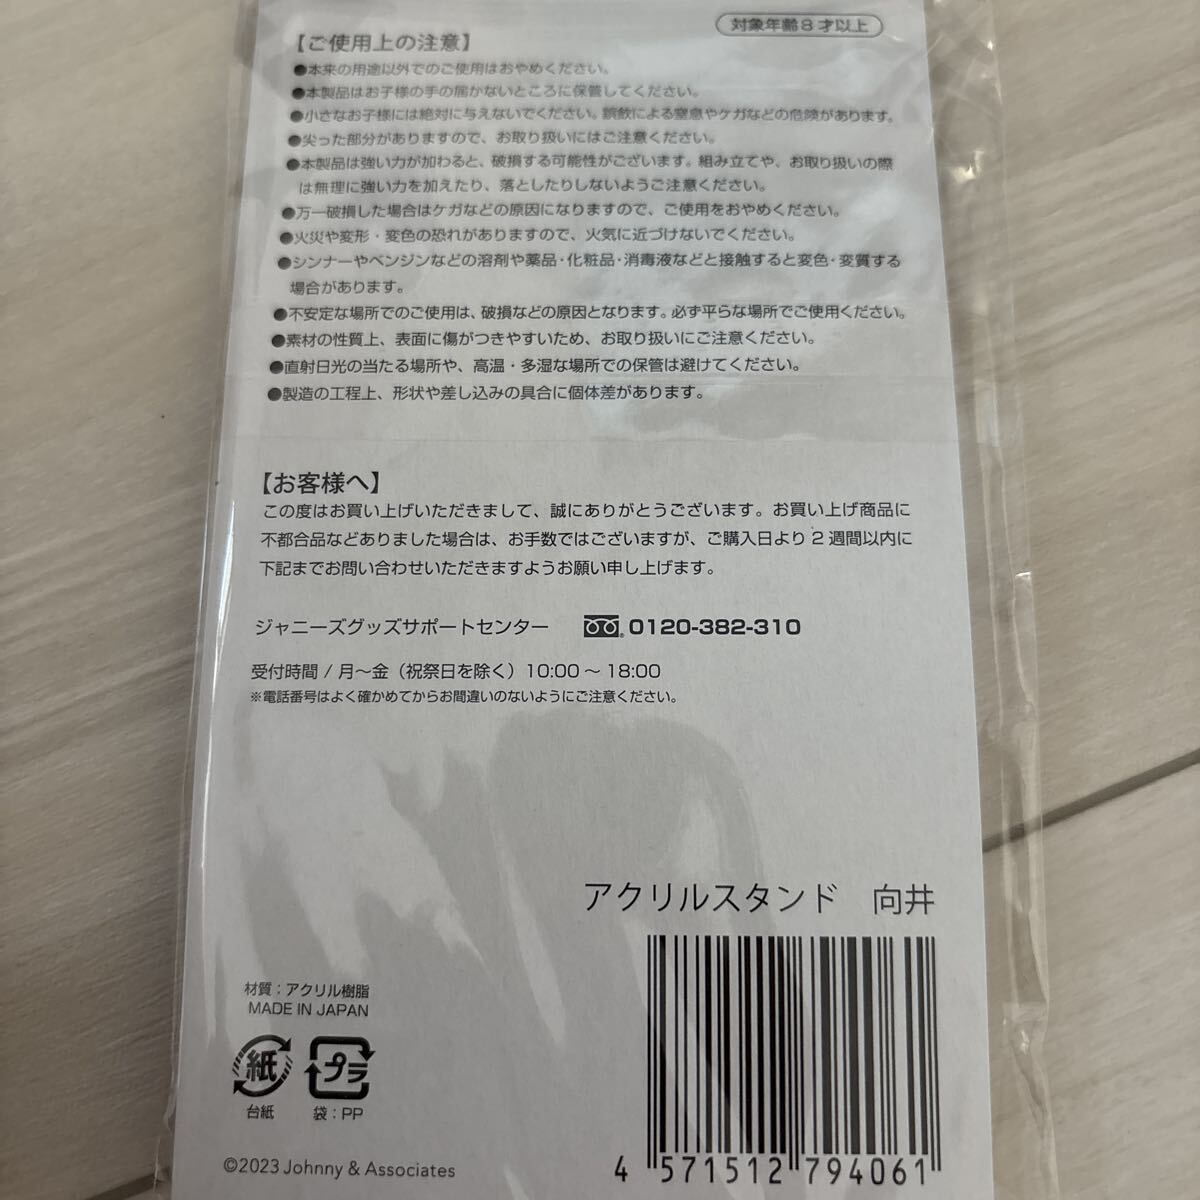 対象年齢8才以上
【ご使用上の注意】
●本来の用途以外でのご使用はおやめください。
●本製品はお子様の手の届かないところに保管してください。
●小さなお子様には絶対に与えないでください。誤飲による窒息やケガなどの危険があります。
●尖った部分がありますので、お取り扱いにはご注意ください。
●本製品は強い力が加わると、破損する可能性がございます。組み立てや、お取り扱いの際
は無理に強い力を加えたり、落としたりしないようご注意ください。
●万一破損した場合はケガなどの原因になりますので、ご使用をおやめください。
●火災や変形・変色の恐れがありますので、火気に近づけないでください。
●シンナーやベンジンなどの溶剤や薬品・化粧品・消毒液などと接触すると変色・変質する
場合があります。
●不安定な場所でのご使用は、破損などの原因となります。必ず平らな場所でご使用ください。
●素材の性質上、表面に傷がつきやすいため、お取り扱いにご注意ください。
●直射日光の当たる場所や、高温・多湿な場所での保管は避けてください。
●製造の工程上、形状や差し込みの具合に個体差があります。
【お客様へ】
この度はお買い上げいただきまして、誠にありがとうございます。お買い上げ商品に
不都合品などありました場合は、お手数ではございますが、ご購入日より2週間以内に
下記までお問い合わせいただきますようお願い申し上げます。
ジャニーズグッズサポートセンター 0120-382-310
受付時間 / 月～金（祝祭日を除く）10:00 ～ 18:00
※電話番号はよく確かめてからお間違いのないようにご注意ください。
アクリルスタンド 向井
材質：アクリル樹脂
MADE IN JAPAN
紙 プラ
台紙 袋：PP
©2023 Johnny & Associates
4 571512 794061